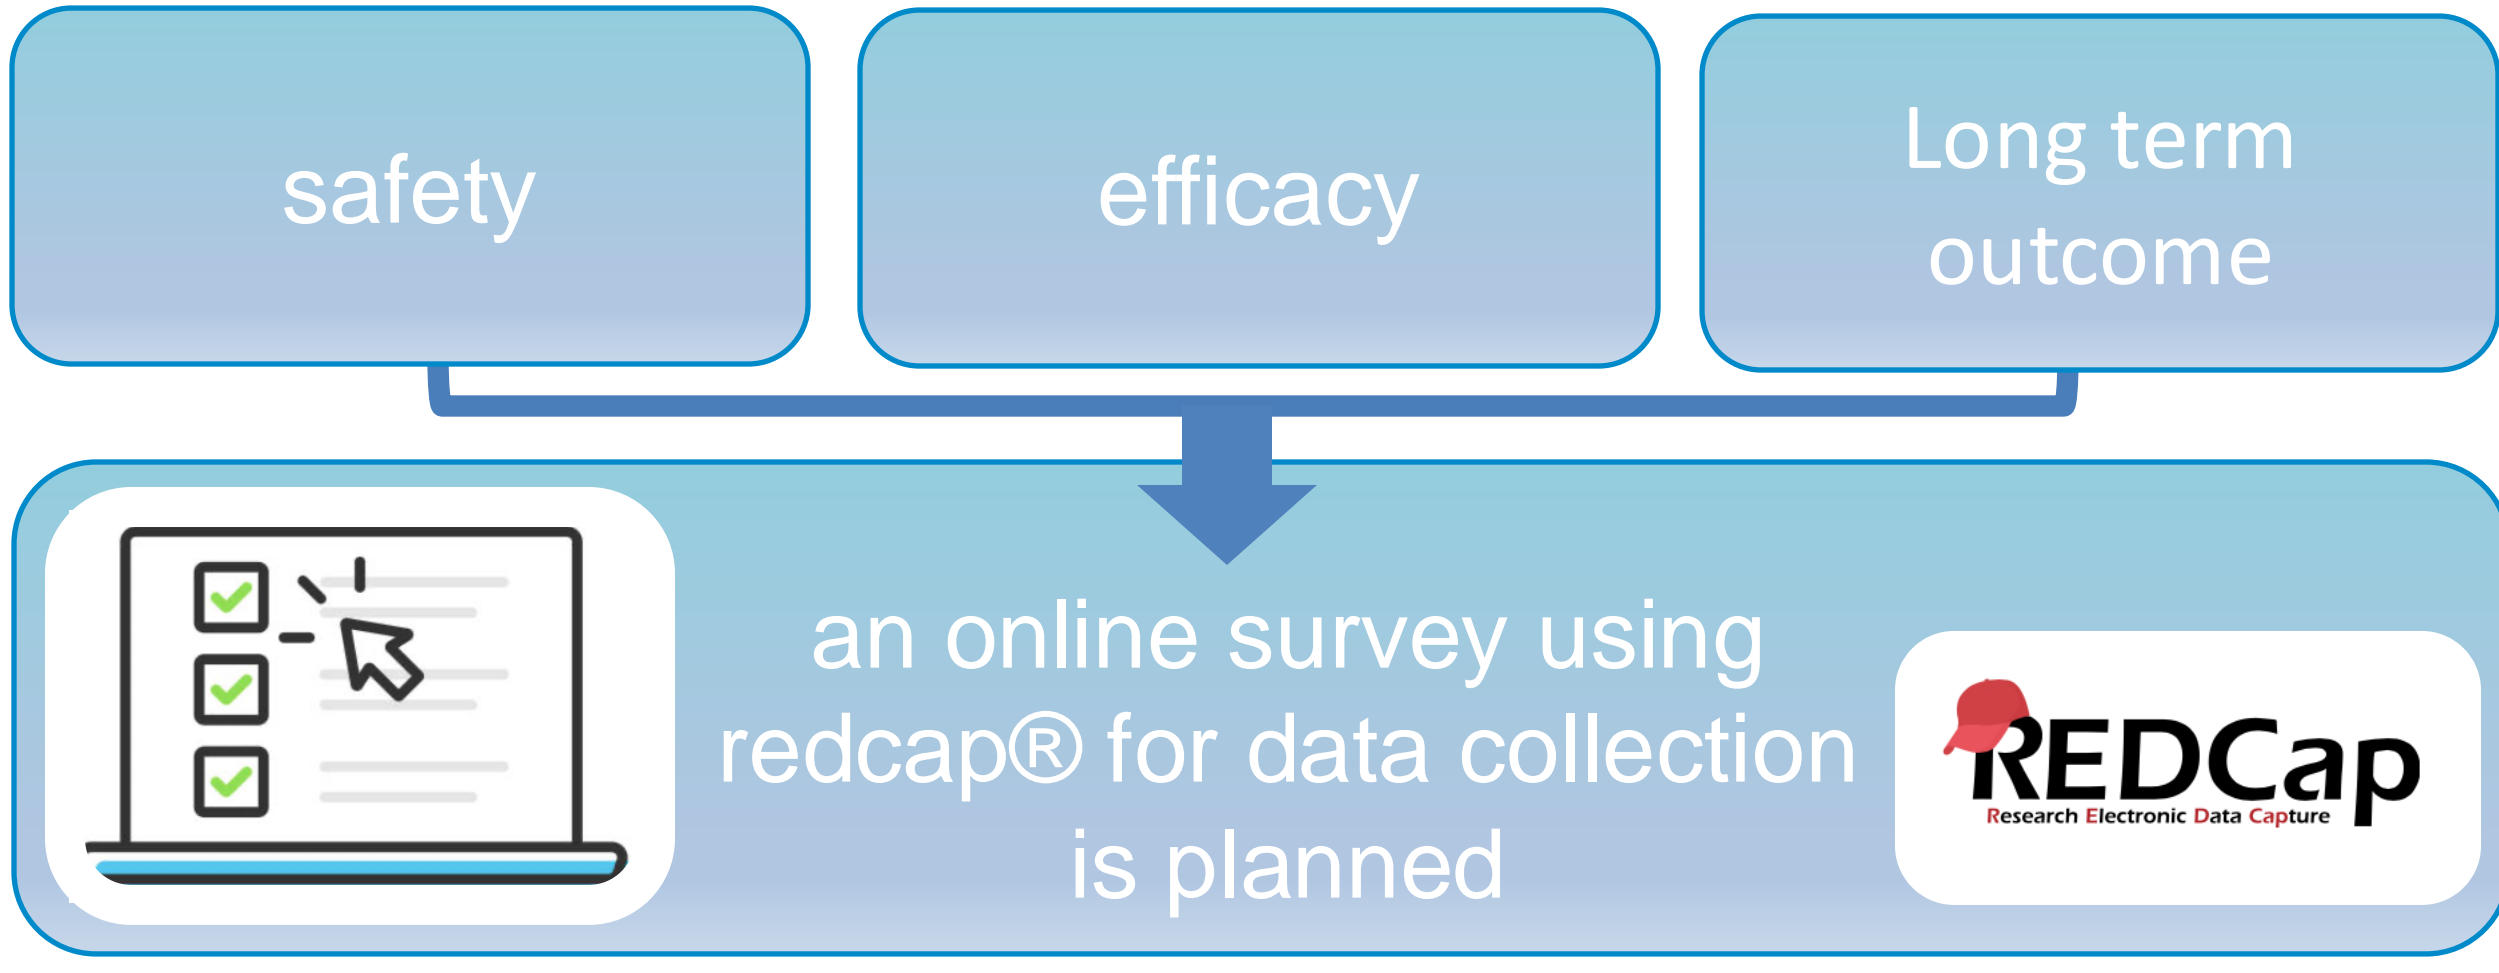 safety
efficacy
Long term
outcome
an online survey using
redcap® for data collection
is planned
REDCap
Research Electronic Data Capture